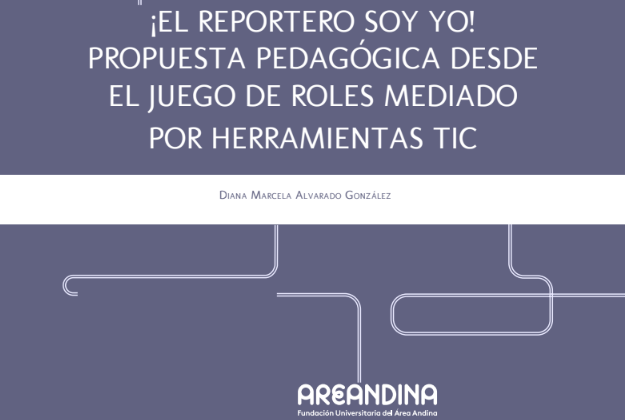 ¡EL REPORTERO SOY YO!
PROPUESTA PEDAGÓGICA DESDE
EL JUEGO DE ROLES MEDIADO
POR HERRAMIENTAS TIC
Diana Marcela Alvarado González
AREANDINA
Fundación Universitaria del Área Andina